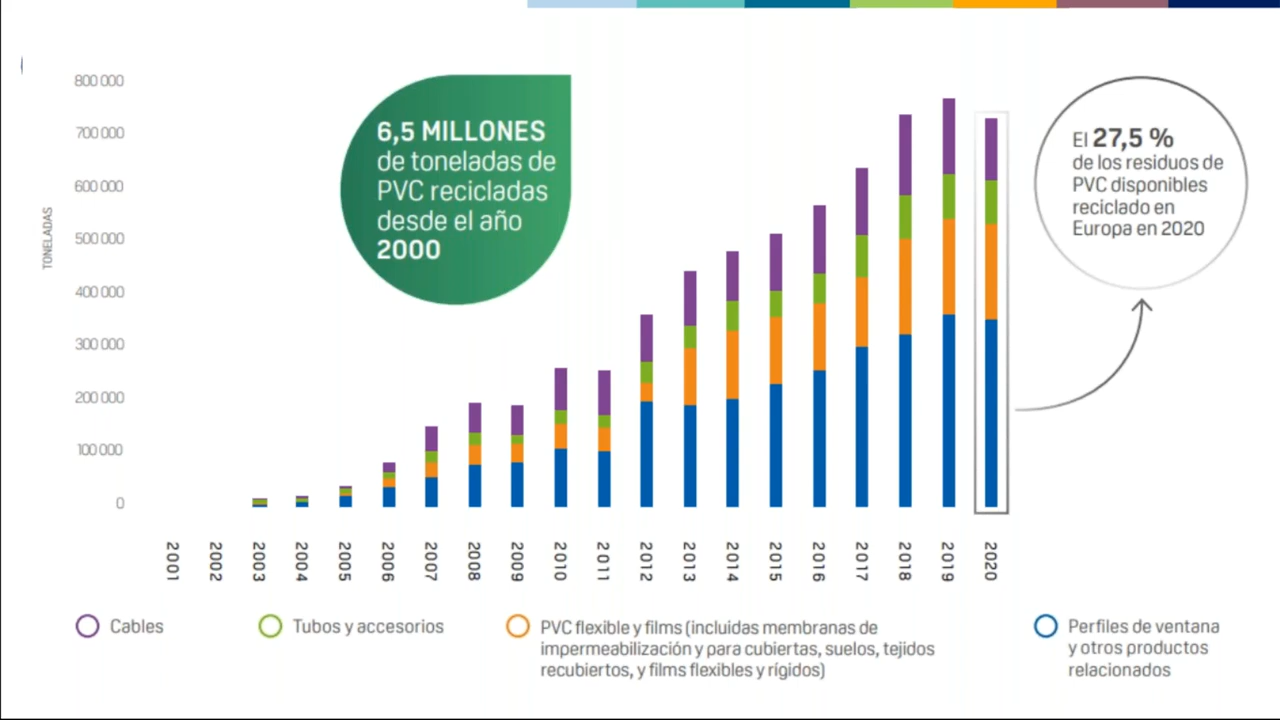 800 000
700 000
600 000
500 000
400 000
300 000
200 000
100 000
0
TONELADAS
6,5 MILLONES
de toneladas de
PVC recicladas
desde el año
2000
El 27,5 %
de los residuos de
PVC disponibles
reciclado en
Europa en 2020
2001
2002
2003
2004
2005
2006
2007
2008
2009
2010
2011
2012
2013
2014
2015
2016
2017
2018
2019
2020
Cables
Tubos y accesorios
PVC flexible y films (incluidas membranas de
impermeabilización y para cubiertas, suelos, tejidos
recubiertos, y films flexibles y rígidos)
Perfiles de ventana
y otros productos
relacionados